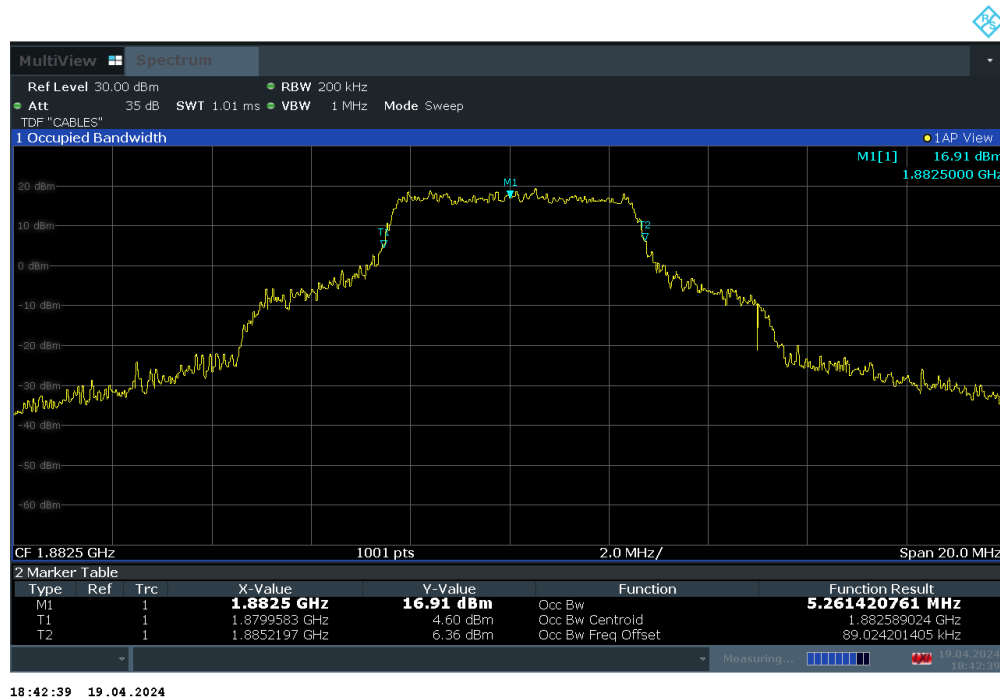 R&S
MultiView Spectrum
Ref Level 30.00 dBm RBW 200 kHz
Att 35 dB SWT 1.01 ms VBW 1 MHz Mode Sweep
TDF "CABLES"
1 Occupied Bandwidth 1AP View
M1[1] 16.91 dBm
1.8825000 GHz
M1
20 dBm
T1 T2
10 dBm
0 dBm
-10 dBm
-20 dBm
-30 dBm
-40 dBm
-50 dBm
-60 dBm
CF 1.8825 GHz 1001 pts 2.0 MHz/ Span 20.0 MHz
2 Marker Table
Type Ref Trc X-Value Y-Value Function Function Result
M1 1 1.8825 GHz 16.91 dBm Occ Bw 5.261420761 MHz
T1 1 1.8799583 GHz 4.60 dBm Occ Bw Centroid 1.882589024 GHz
T2 1 1.8852197 GHz 6.36 dBm Occ Bw Freq Offset 89.024201405 kHz
Measuring... 19.04.2024
18:42:39
18:42:39 19.04.2024